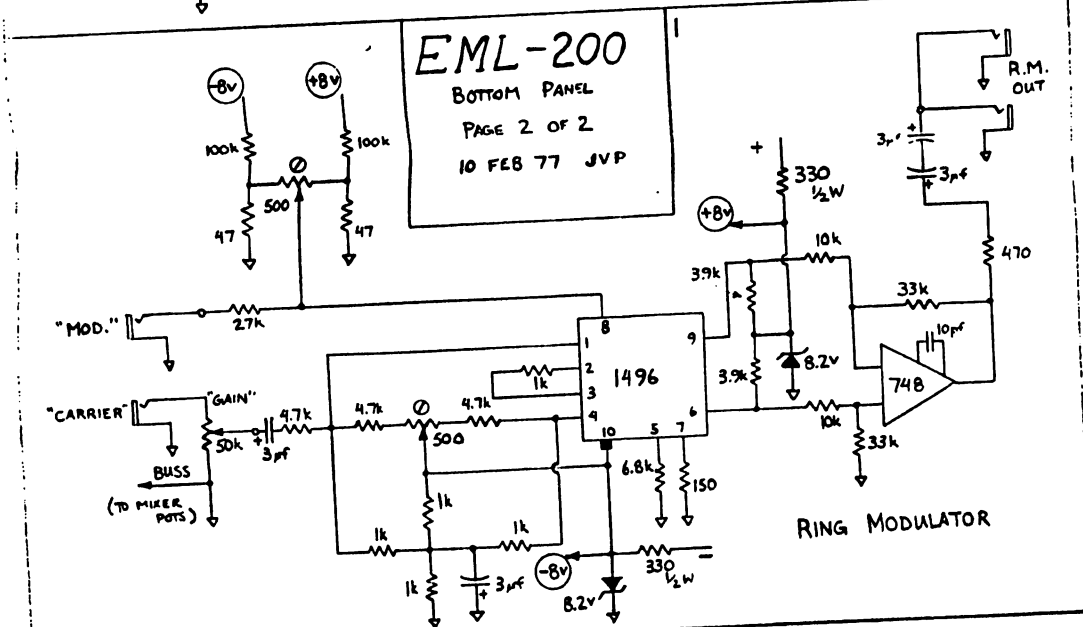 EML-200
BOTTOM PANEL
PAGE 2 OF 2
10 FEB 77 JVP
-8v
+8v
100k
100k
500
47
47
R.M.
OUT
3µf
+
3µf
+
+
330
½W
+8v
470
10k
3.9k
33k
10pf
748
8.2v
3.9k
10k
33k
"MOD."
27k
8
1
2
3
4
1k
1496
9
6
10
5
7
"CARRIER"
"GAIN"
50k
+
3µf
4.7k
4.7k
500
4.7k
BUSS
(TO MIXER
POTS)
6.8k
150
1k
1k
1k
1k
3µf
+
-8v
330
½W
8.2v
RING MODULATOR